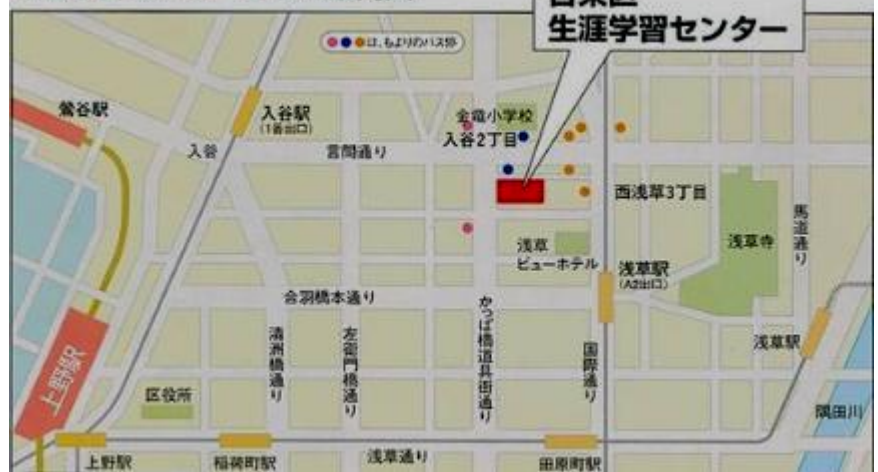 生涯学習センター
●●●は、もよりのバス停
鶯谷駅
入谷駅
(1番出口)
金竜小学校
入谷2丁目
入谷
言問通り
西浅草3丁目
馬道通り
浅草寺
浅草
ビューホテル
浅草駅
(A2出口)
合羽橋本通り
かっぱ橋道具街通り
清洲橋通り
左衛門橋通り
国際通り
浅草駅
上野駅
区役所
隅田川
上野駅
稲荷町駅
浅草通り
田原町駅